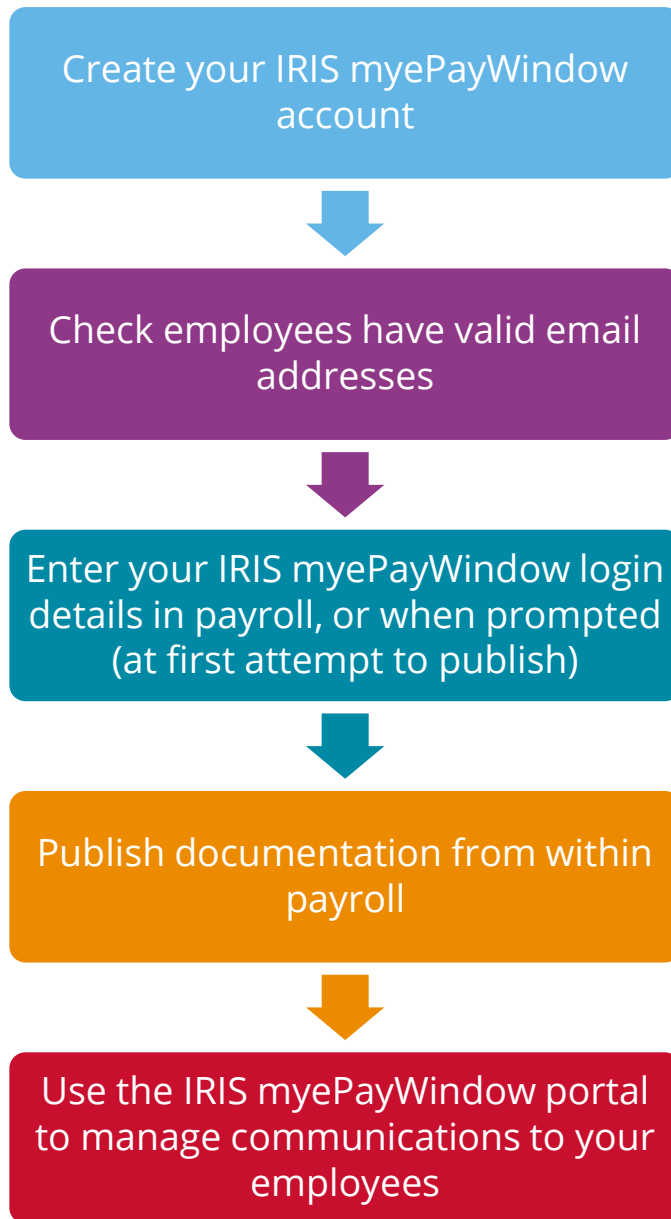 Create your IRIS myePayWindow
account
Check employees have valid email
addresses
Enter your IRIS myePayWindow login
details in payroll, or when prompted
(at first attempt to publish)
Publish documentation from within
payroll
Use the IRIS myePayWindow portal
to manage communications to your
employees